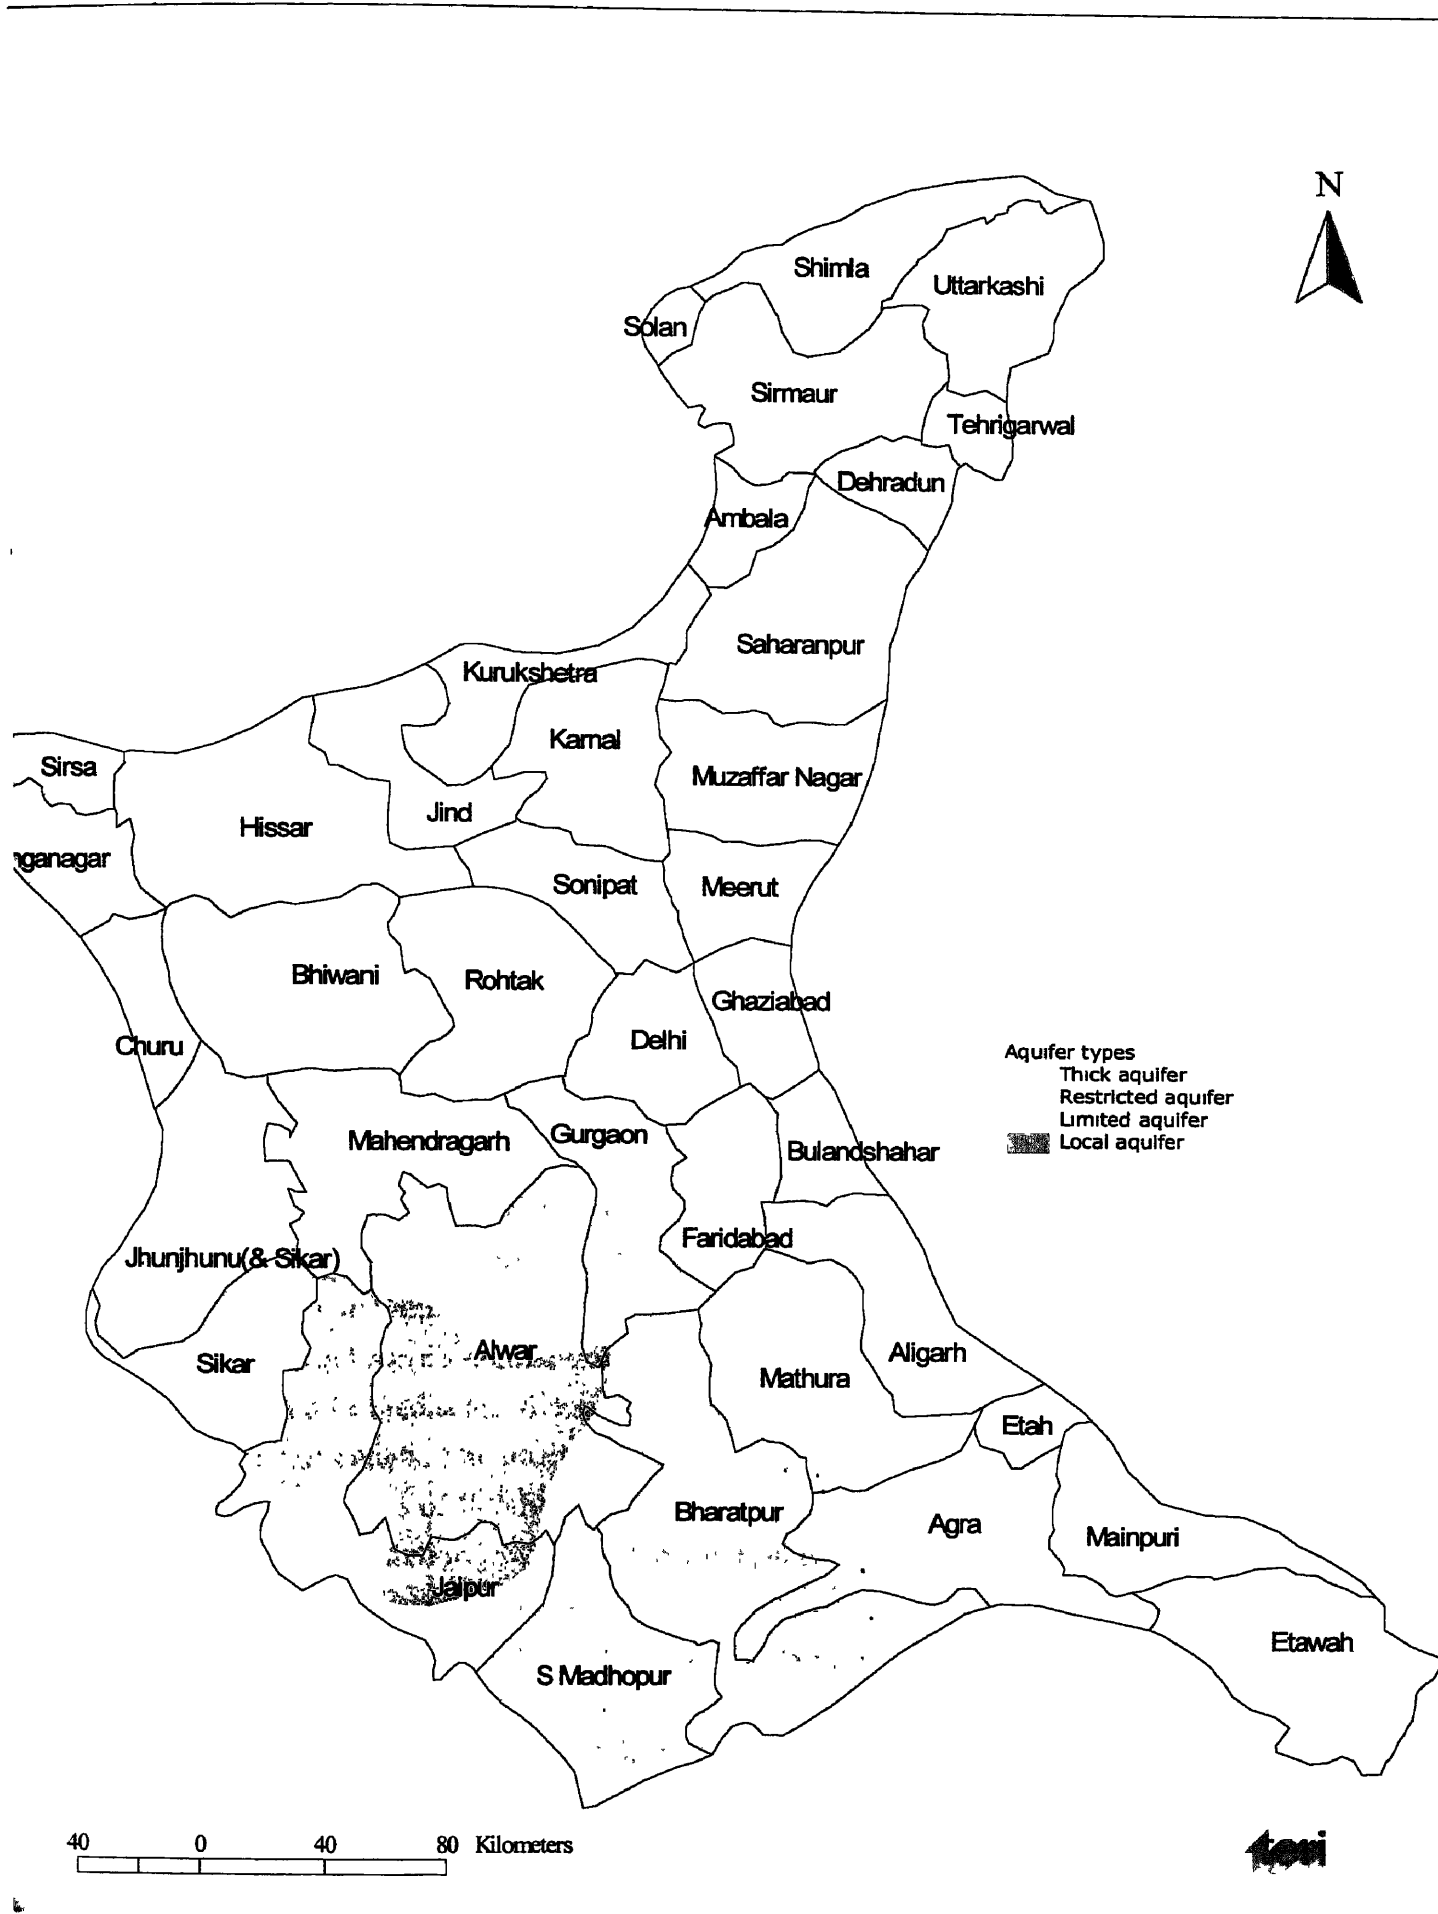 N
Shimla
Uttarkashi
Solan
Sirmaur
Tehrigarwal
Dehradun
Ambala
Saharanpur
Kurukshetra
Karnal
Sirsa
Muzaffar Nagar
Jind
Hissar
nganagar
Sonipat
Meerut
Bhiwani
Rohtak
Ghaziabad
Churu
Delhi
Aquifer types
Thick aquifer
Restricted aquifer
Limited aquifer
Local aquifer
Mahendragarh
Gurgaon
Bulandshahar
Faridabad
Jhunjhunu(& Sikar)
Alwar
Sikar
Aligarh
Mathura
Etah
Bharatpur
Agra
Mainpuri
Jaipur
Etawah
S Madhopur
40 0 40 80 Kilometers
teri